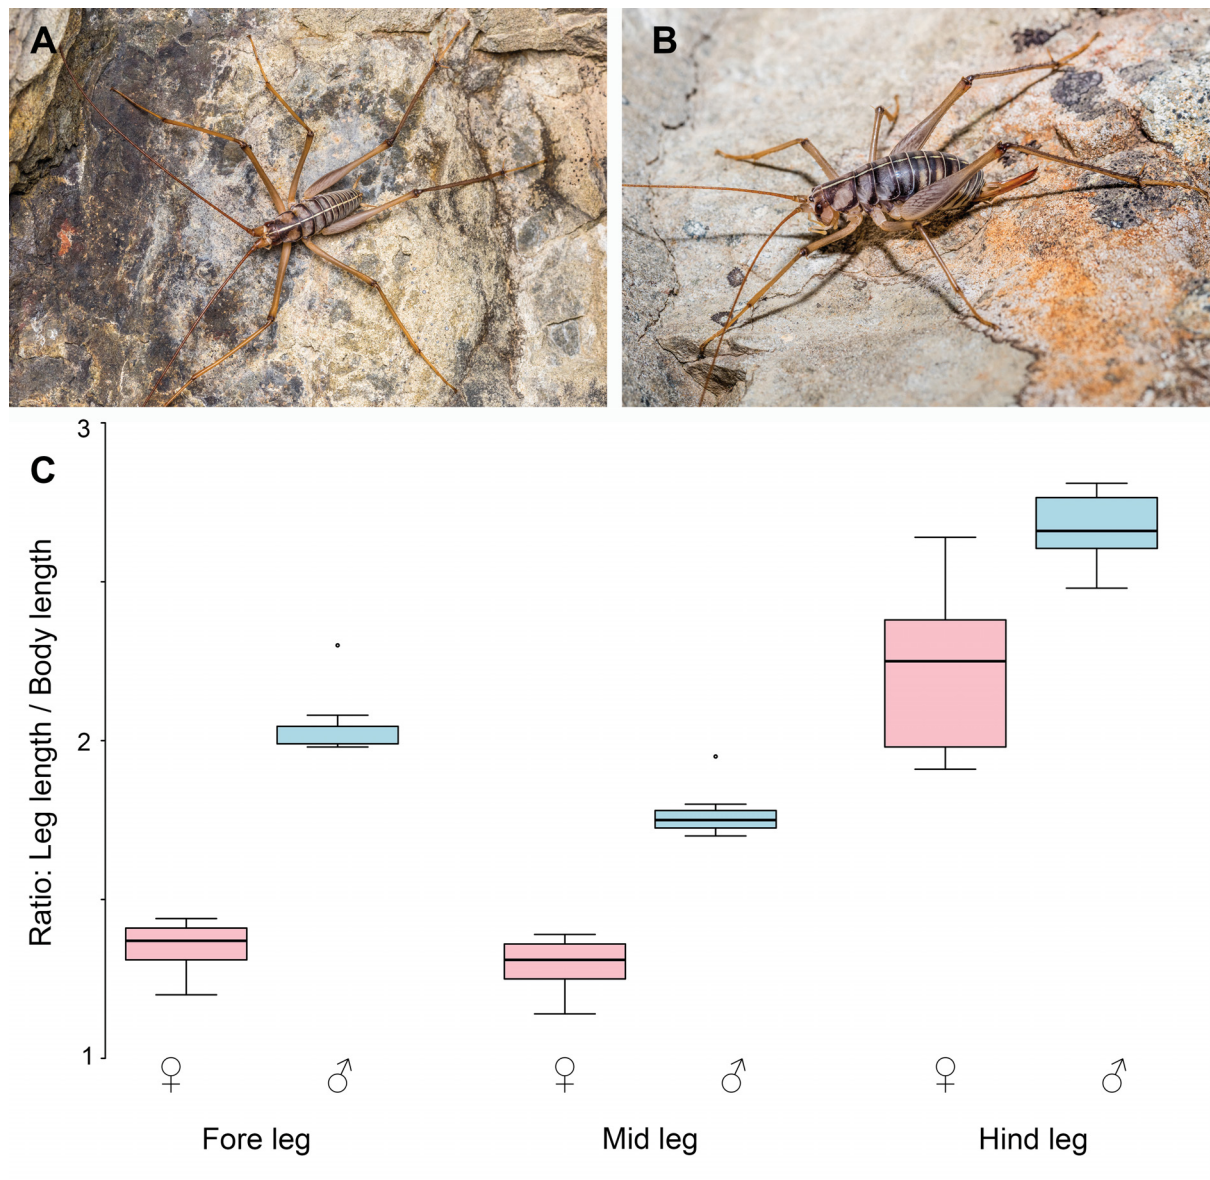 A
B
C
3
2
1
Ratio: Leg length / Body length
♀ ♂ ♀ ♂ ♀ ♂
Fore leg Mid leg Hind leg